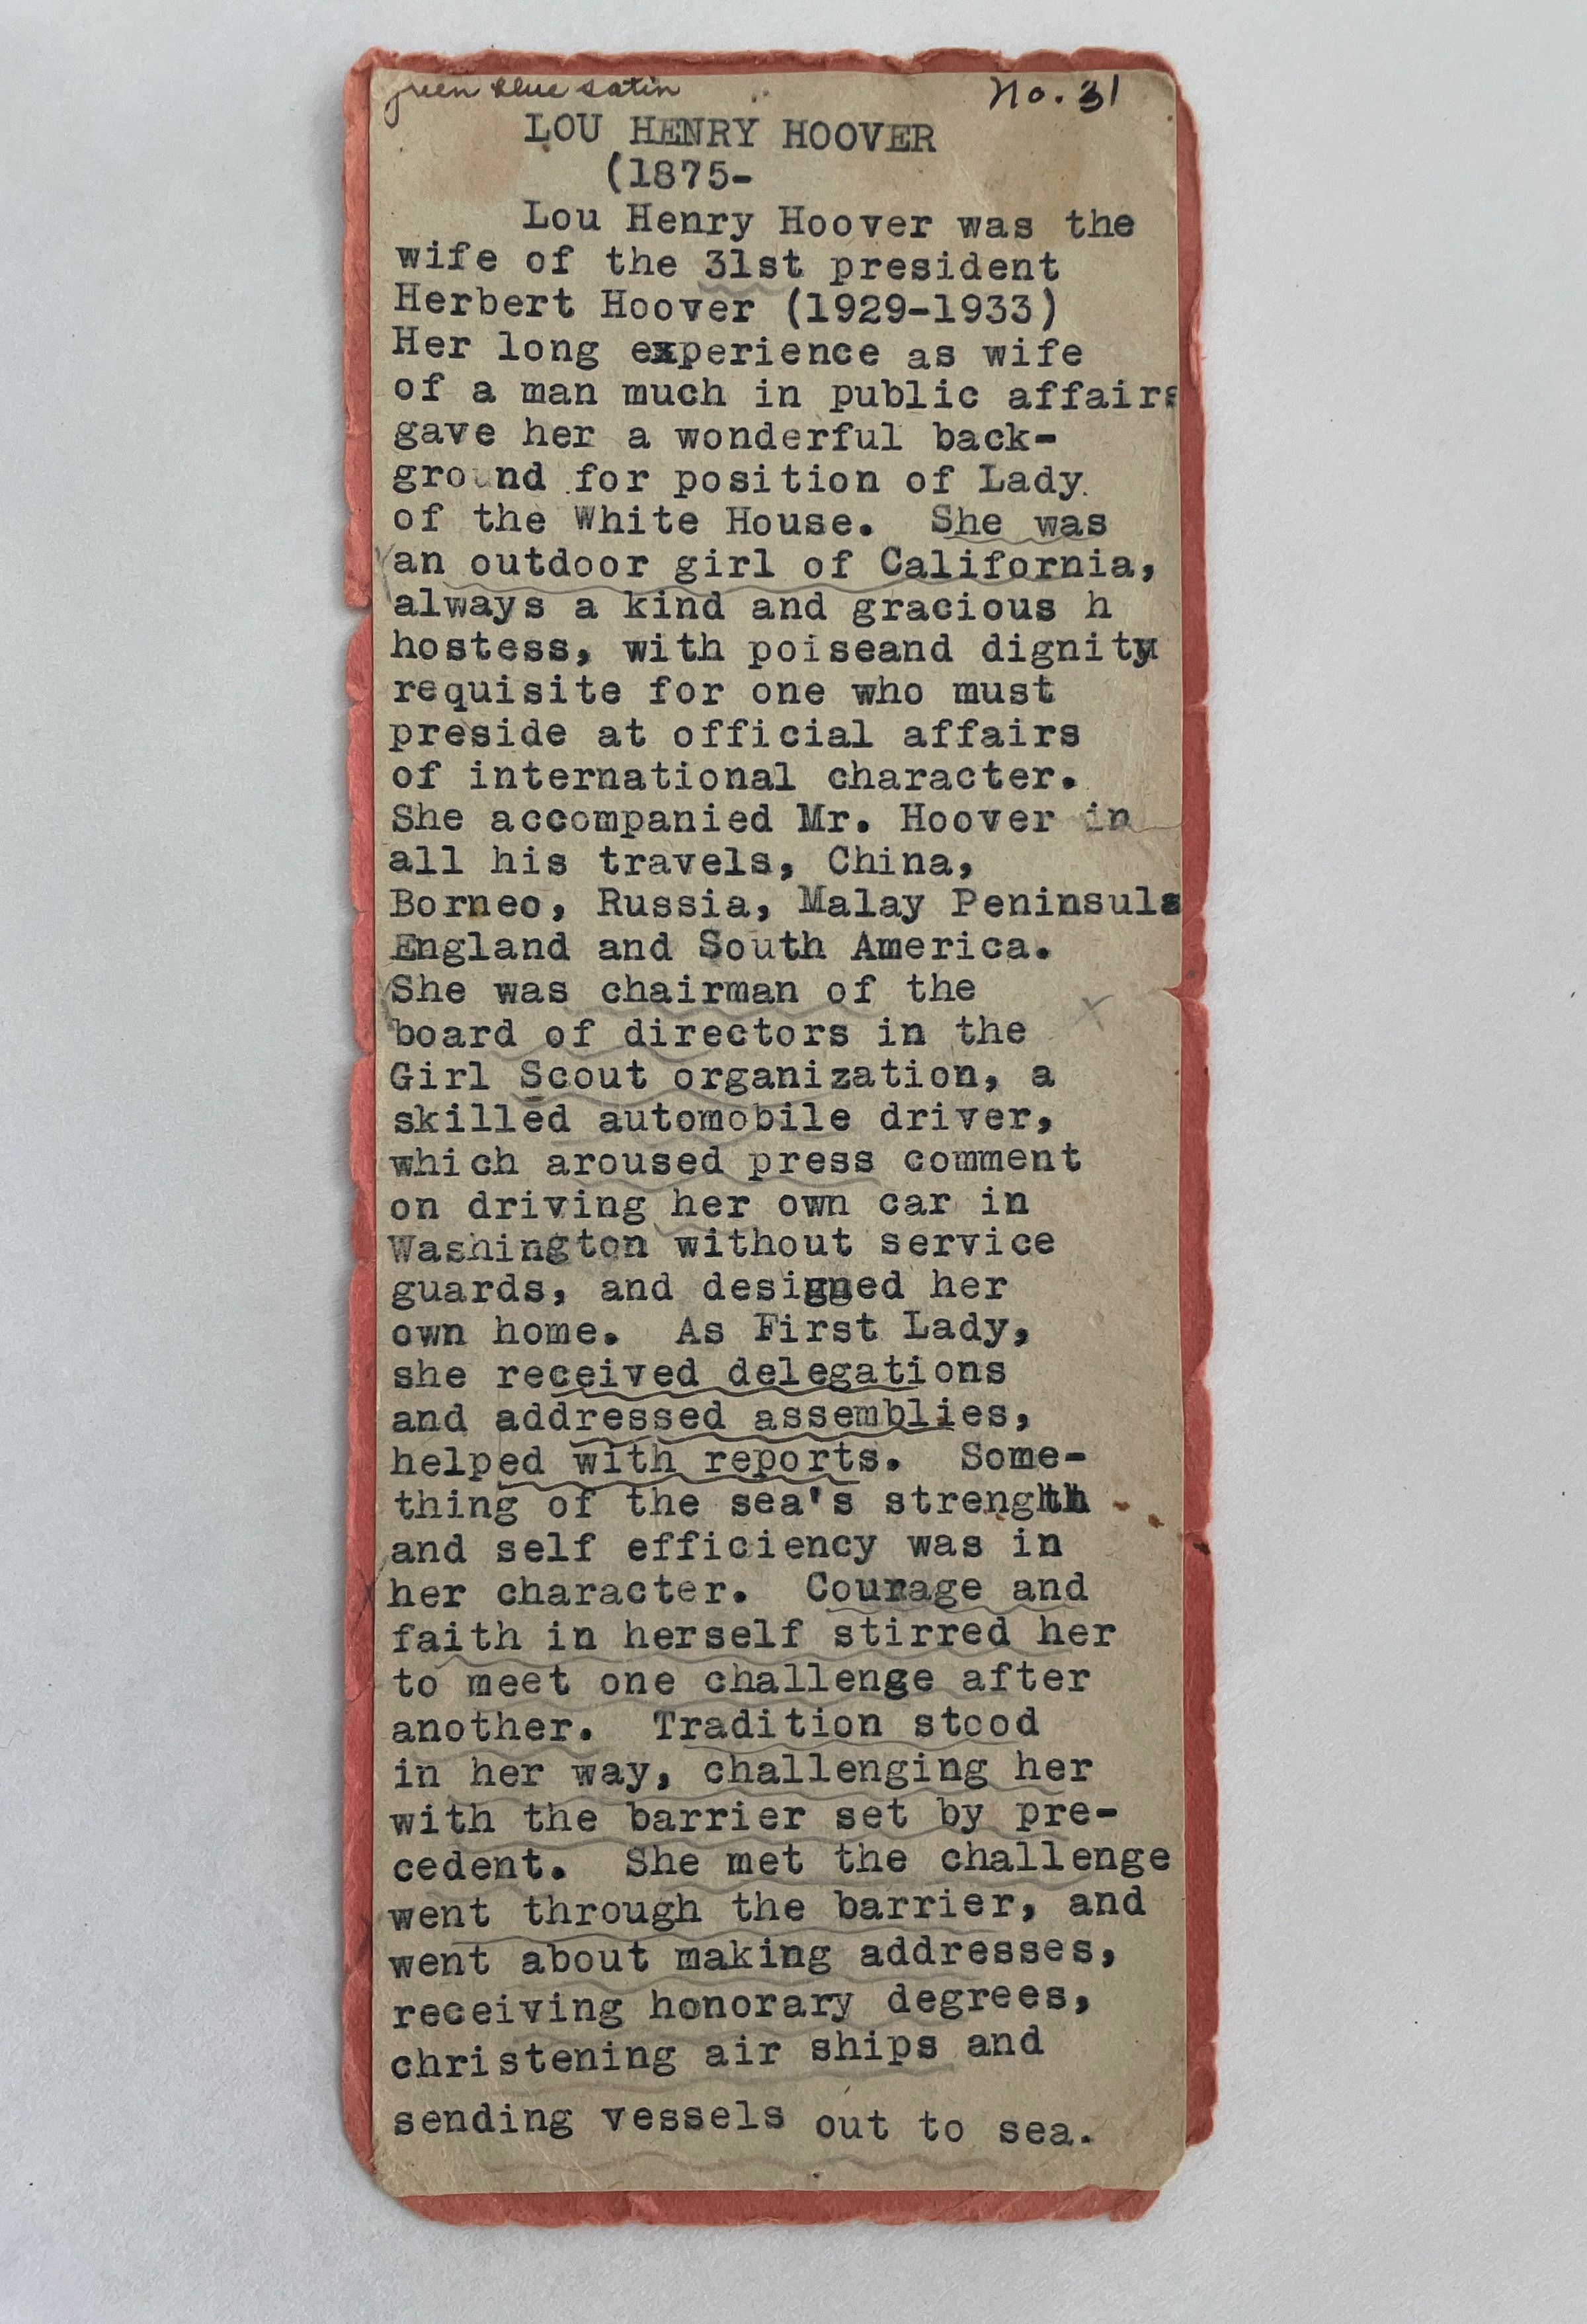 green blue satin
No. 31
LOU HENRY HOOVER
(1875-
Lou Henry Hoover was the
wife of the 31st president
Herbert Hoover (1929-1933)
Her long experience as wife
of a man much in public affairs
gave her a wonderful back-
ground for position of Lady
of the White House. She was
an outdoor girl of California,
always a kind and gracious h
hostess, with poiseand dignity
requisite for one who must
preside at official affairs
of international character.
She accompanied Mr. Hoover in
all his travels, China,
Borneo, Russia, Malay Peninsula
England and South America.
She was chairman of the
board of directors in the
Girl Scout organization, a
skilled automobile driver,
which aroused press comment
on driving her own car in
Washington without service
guards, and designed her
own home. As First Lady,
she received delegations
and addressed assemblies,
helped with reports. Some-
thing of the sea's strength
and self efficiency was in
her character. Courage and
faith in herself stirred her
to meet one challenge after
another. Tradition stood
in her way, challenging her
with the barrier set by pre-
cedent. She met the challenge
went through the barrier, and
went about making addresses,
receiving honorary degrees,
christening air ships and
sending vessels out to sea.